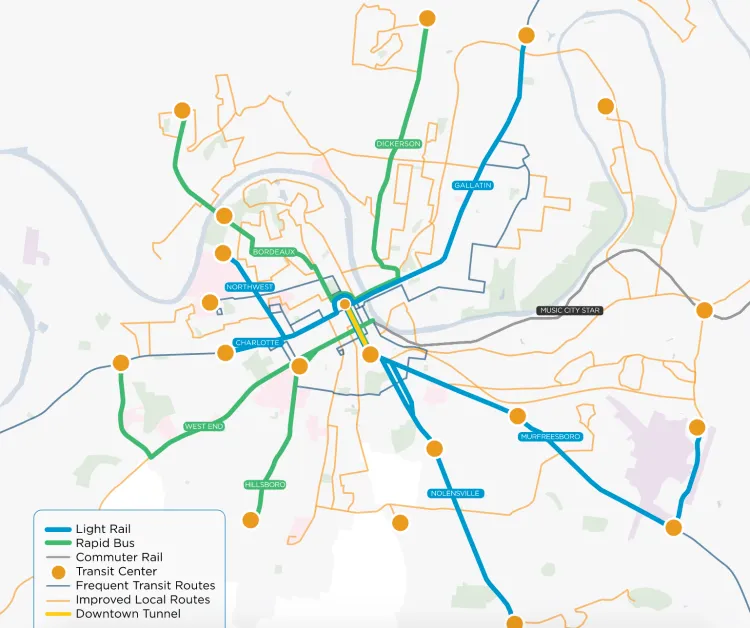 DICKERSON
GALLATIN
BORDEAUX
NORTHWEST
MUSIC CITY STAR
CHARLOTTE
WEST END
MURFREESBORO
HILLSBORO
NOLENSVILLE
Light Rail
Rapid Bus
Commuter Rail
Transit Center
Frequent Transit Routes
Improved Local Routes
Downtown Tunnel